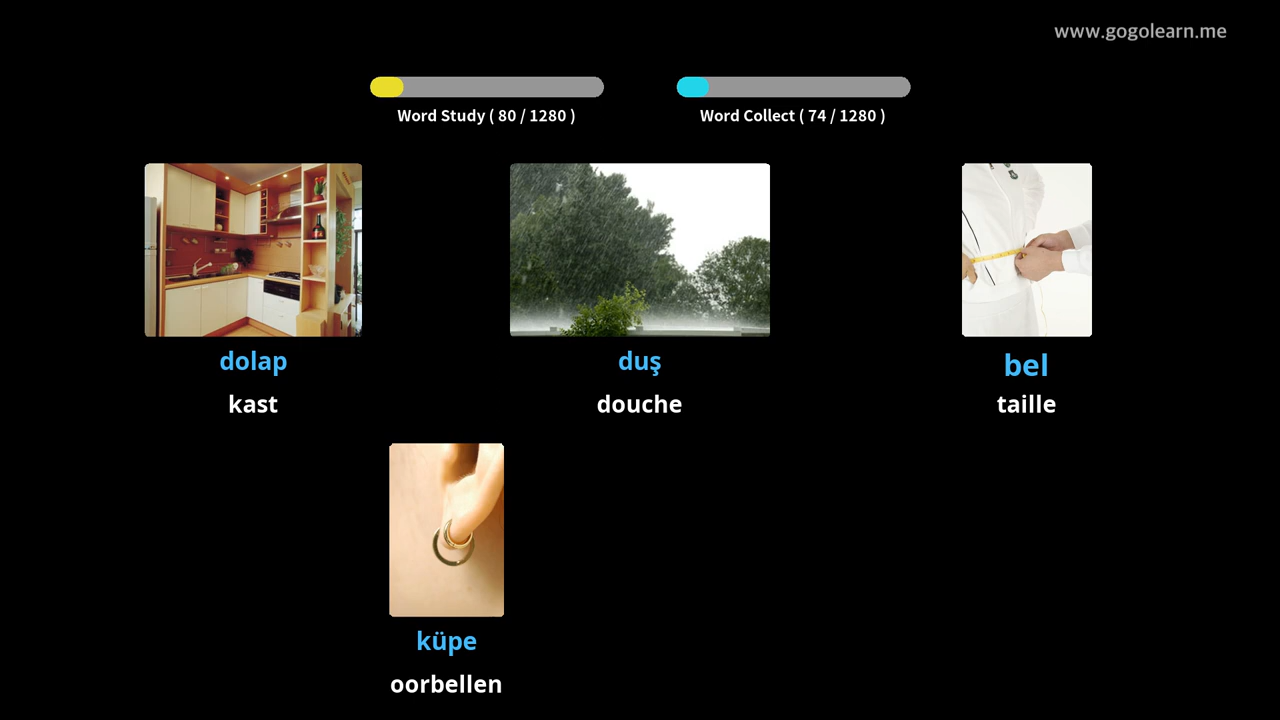 www.gogolearn.me
Word Study ( 80 / 1280 )
Word Collect ( 74 / 1280 )
dolap
kast
duş
douche
bel
taille
küpe
oorbellen